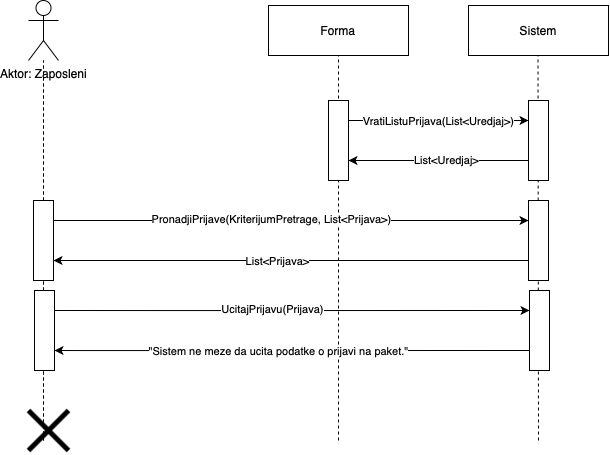 Forma
Sistem
Aktor: Zaposleni
VratiListuPrijava(List<Uredjaj>)
List<Uredjaj>
PronadjiPrijave(KriterijumPretrage, List<Prijava>)
List<Prijava>
UcitajPrijavu(Prijava)
"Sistem ne meze da ucita podatke o prijavi na paket."